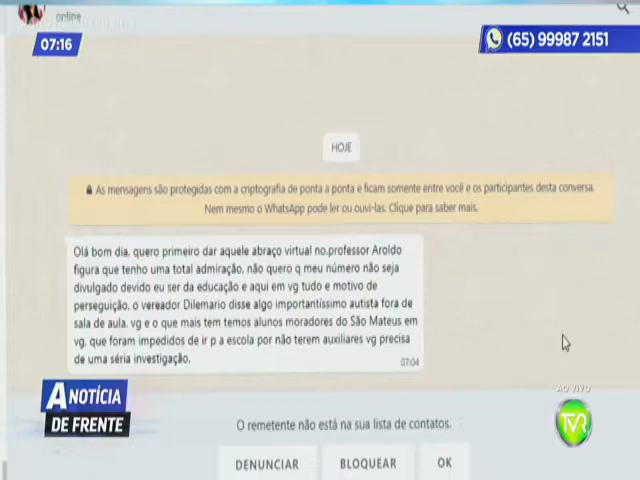 online
07:16
(65) 99987 2151
HOJE
As mensagens são protegidas com a criptografia de ponta a ponta e ficam somente entre você e os participantes desta conversa.
Nem mesmo o WhatsApp pode ler ou ouvi-las. Clique para saber mais.
Olá bom dia, quero primeiro dar aquele abraço virtual no.professor Aroldo
figura que tenho uma total admiração, não quero q meu número não seja
divulgado devido eu ser da educação e aqui em vg tudo e motivo de
perseguição, o vereador Dilemario disse algo importantíssimo autista fora de
sala de aula, vg e o que mais tem temos alunos moradores do São Mateus em
vg, que foram impedidos de ir p a escola por não terem auxiliares vg precisa
de uma séria investigação.
07:04
A NOTÍCIA
DE FRENTE
AO VIVO
TVR
O remetente não está na sua lista de contatos.
DENUNCIAR
BLOQUEAR
OK